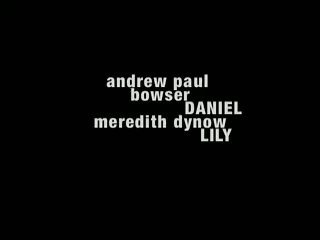 andrew paul
bowser
DANIEL
meredith dynow
LILY